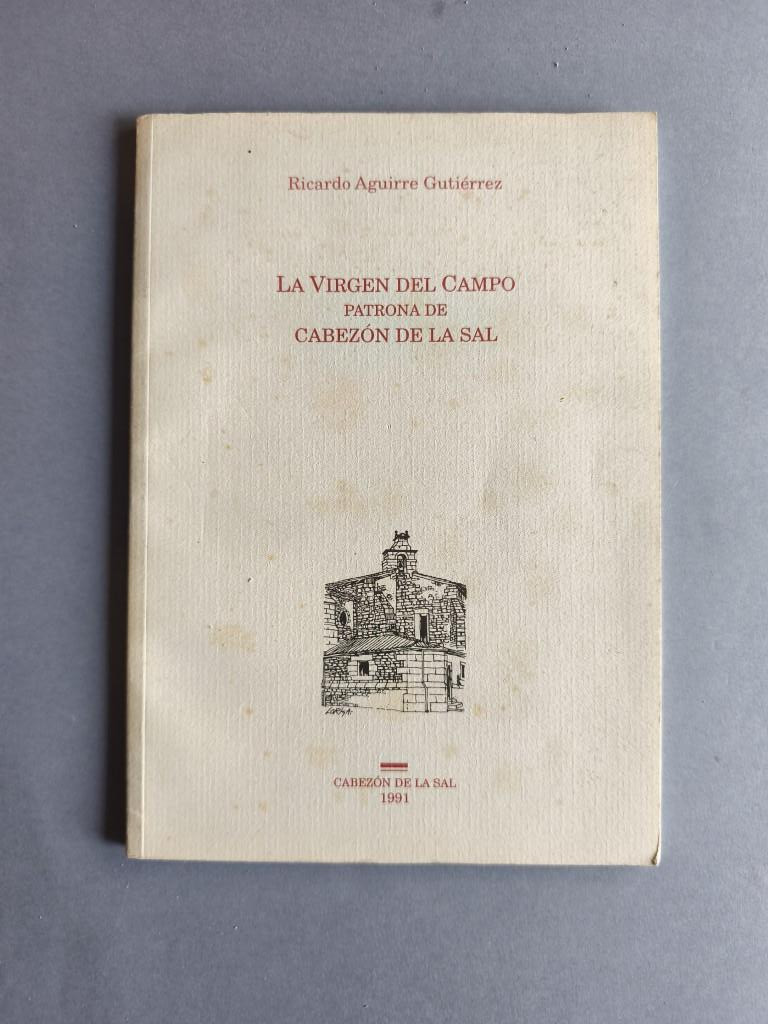 Ricardo Aguirre Gutiérrez
LA VIRGEN DEL CAMPO
PATRONA DE
CABEZÓN DE LA SAL
CABEZÓN DE LA SAL
1991